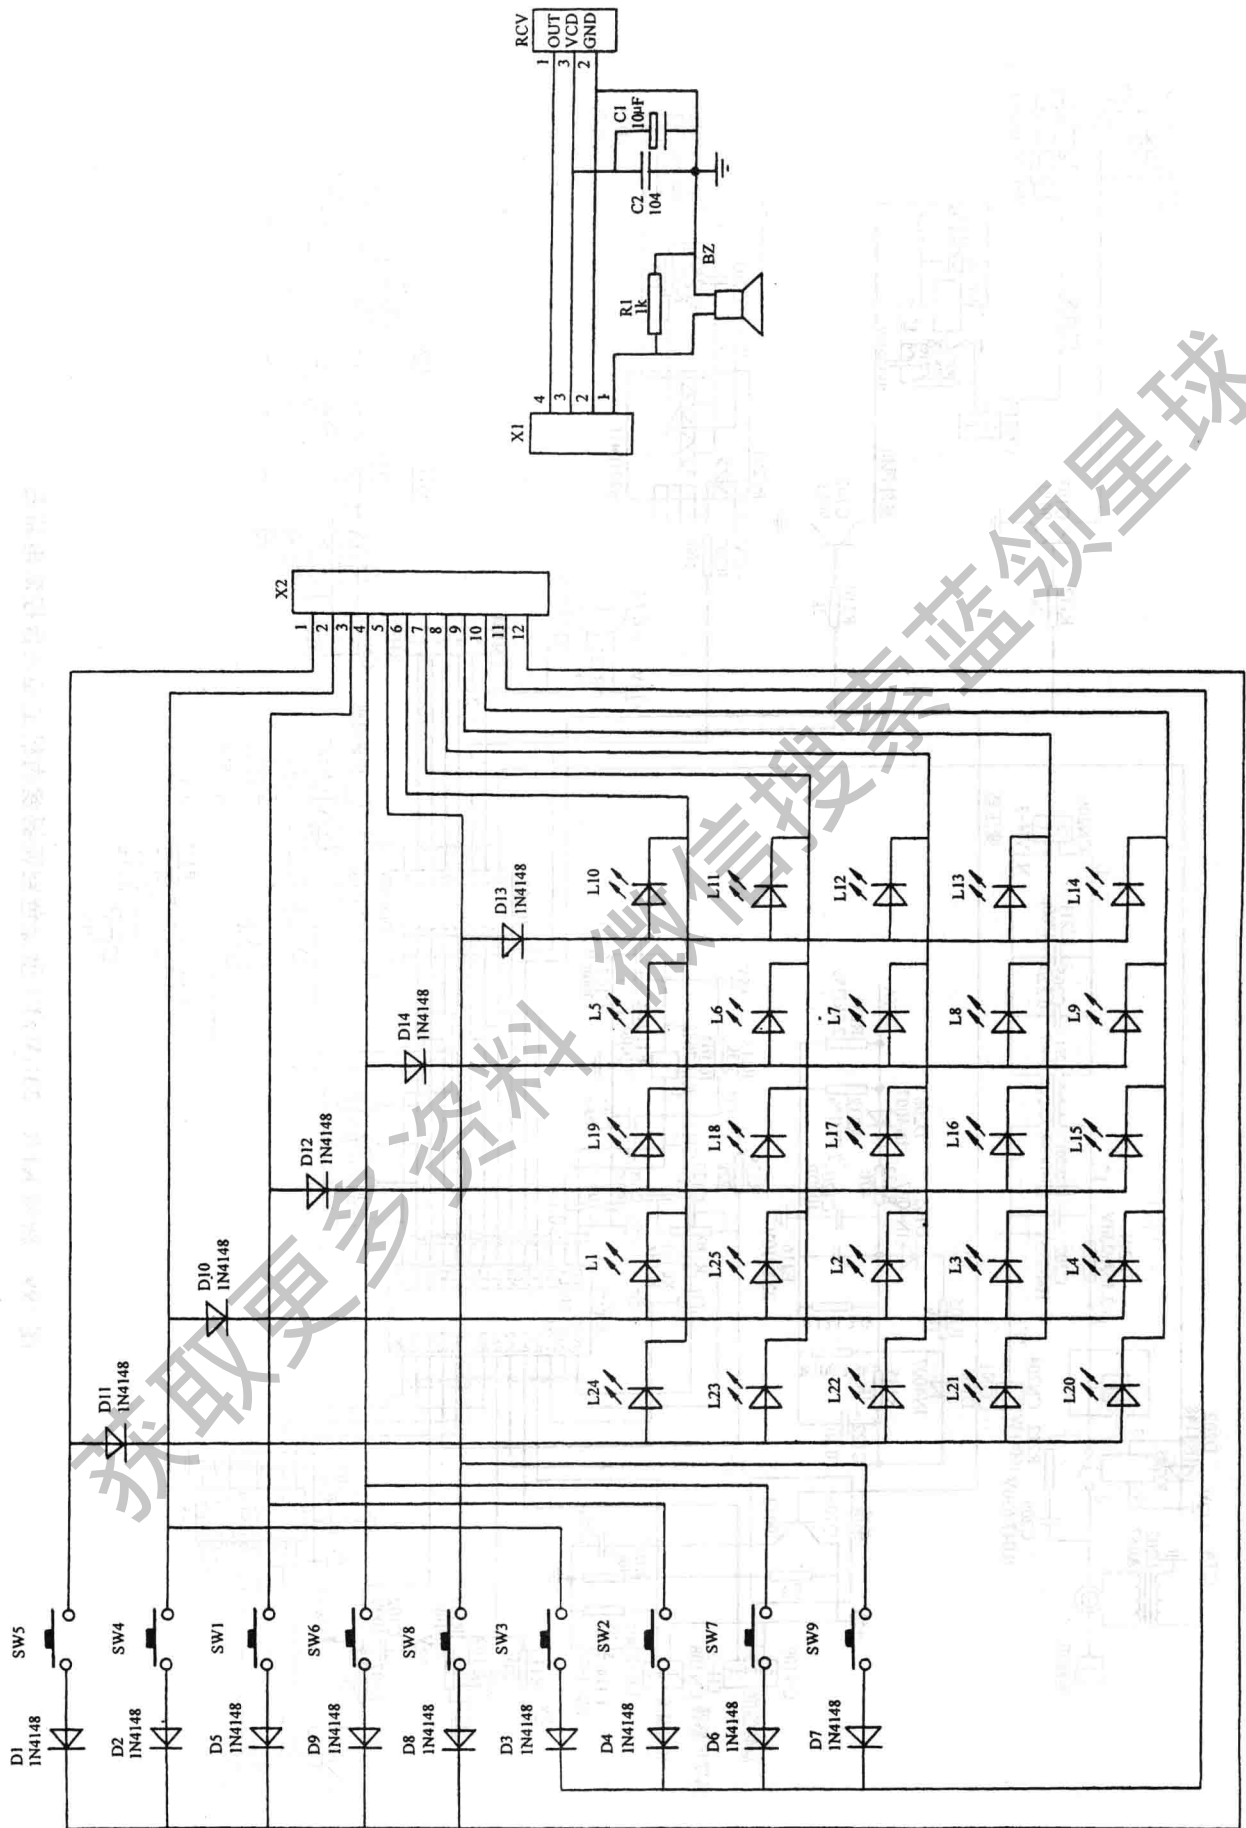 RCV
1 OUT
3 VCD
2 GND
C1
10μF
C2
104
R1
1k
BZ
X1
4
3
2
1
X2
1
2
3
4
5
6
7
8
9
10
11
12
D13
1N4148
D14
1N4148
D12
1N4148
D10
1N4148
D11
1N4148
L10
L11
L12
L13
L14
L5
L6
L7
L8
L9
L19
L18
L17
L16
L15
L1
L25
L2
L3
L4
L24
L23
L22
L21
L20
SW5
SW4
SW1
SW6
SW8
SW3
SW2
SW7
SW9
D1
1N4148
D2
1N4148
D5
1N4148
D9
1N4148
D8
1N4148
D3
1N4148
D4
1N4148
D6
1N4148
D7
1N4148
获取更多资料 微信搜索蓝领星球